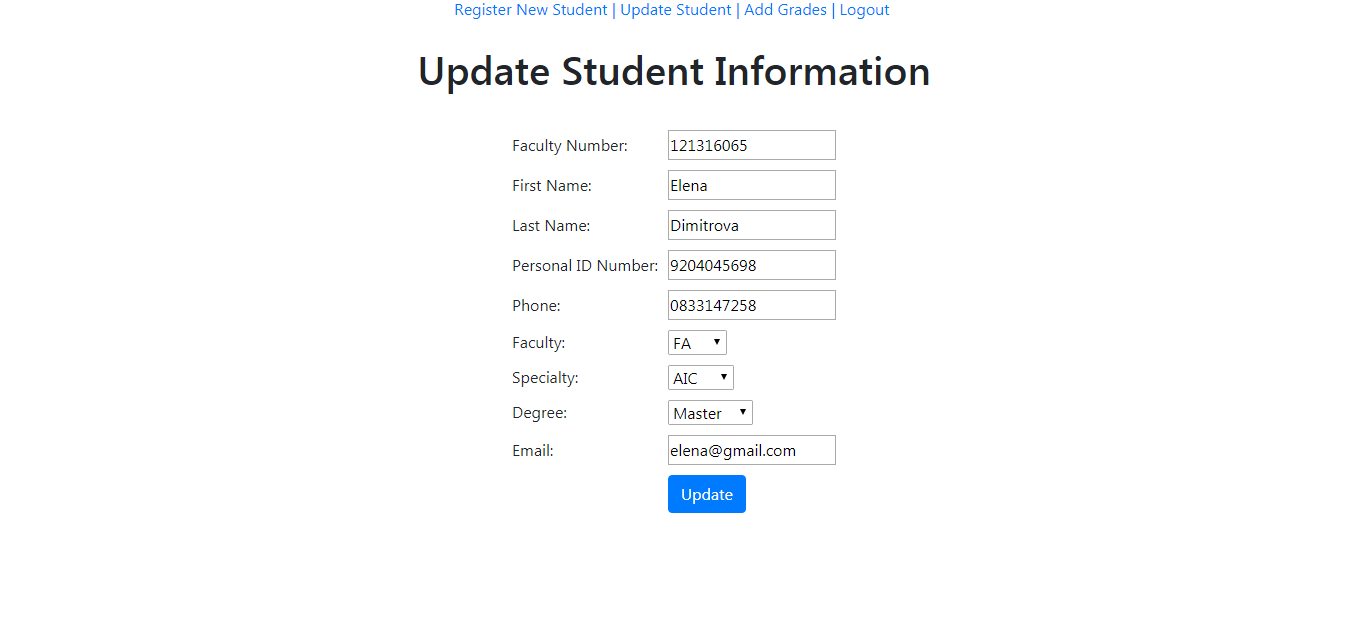 Register New Student | Update Student | Add Grades | Logout
Update Student Information
Faculty Number: 121316065
First Name: Elena
Last Name: Dimitrova
Personal ID Number: 9204045698
Phone: 0833147258
Faculty: FA
Specialty: AIC
Degree: Master
Email: elena@gmail.com
Update